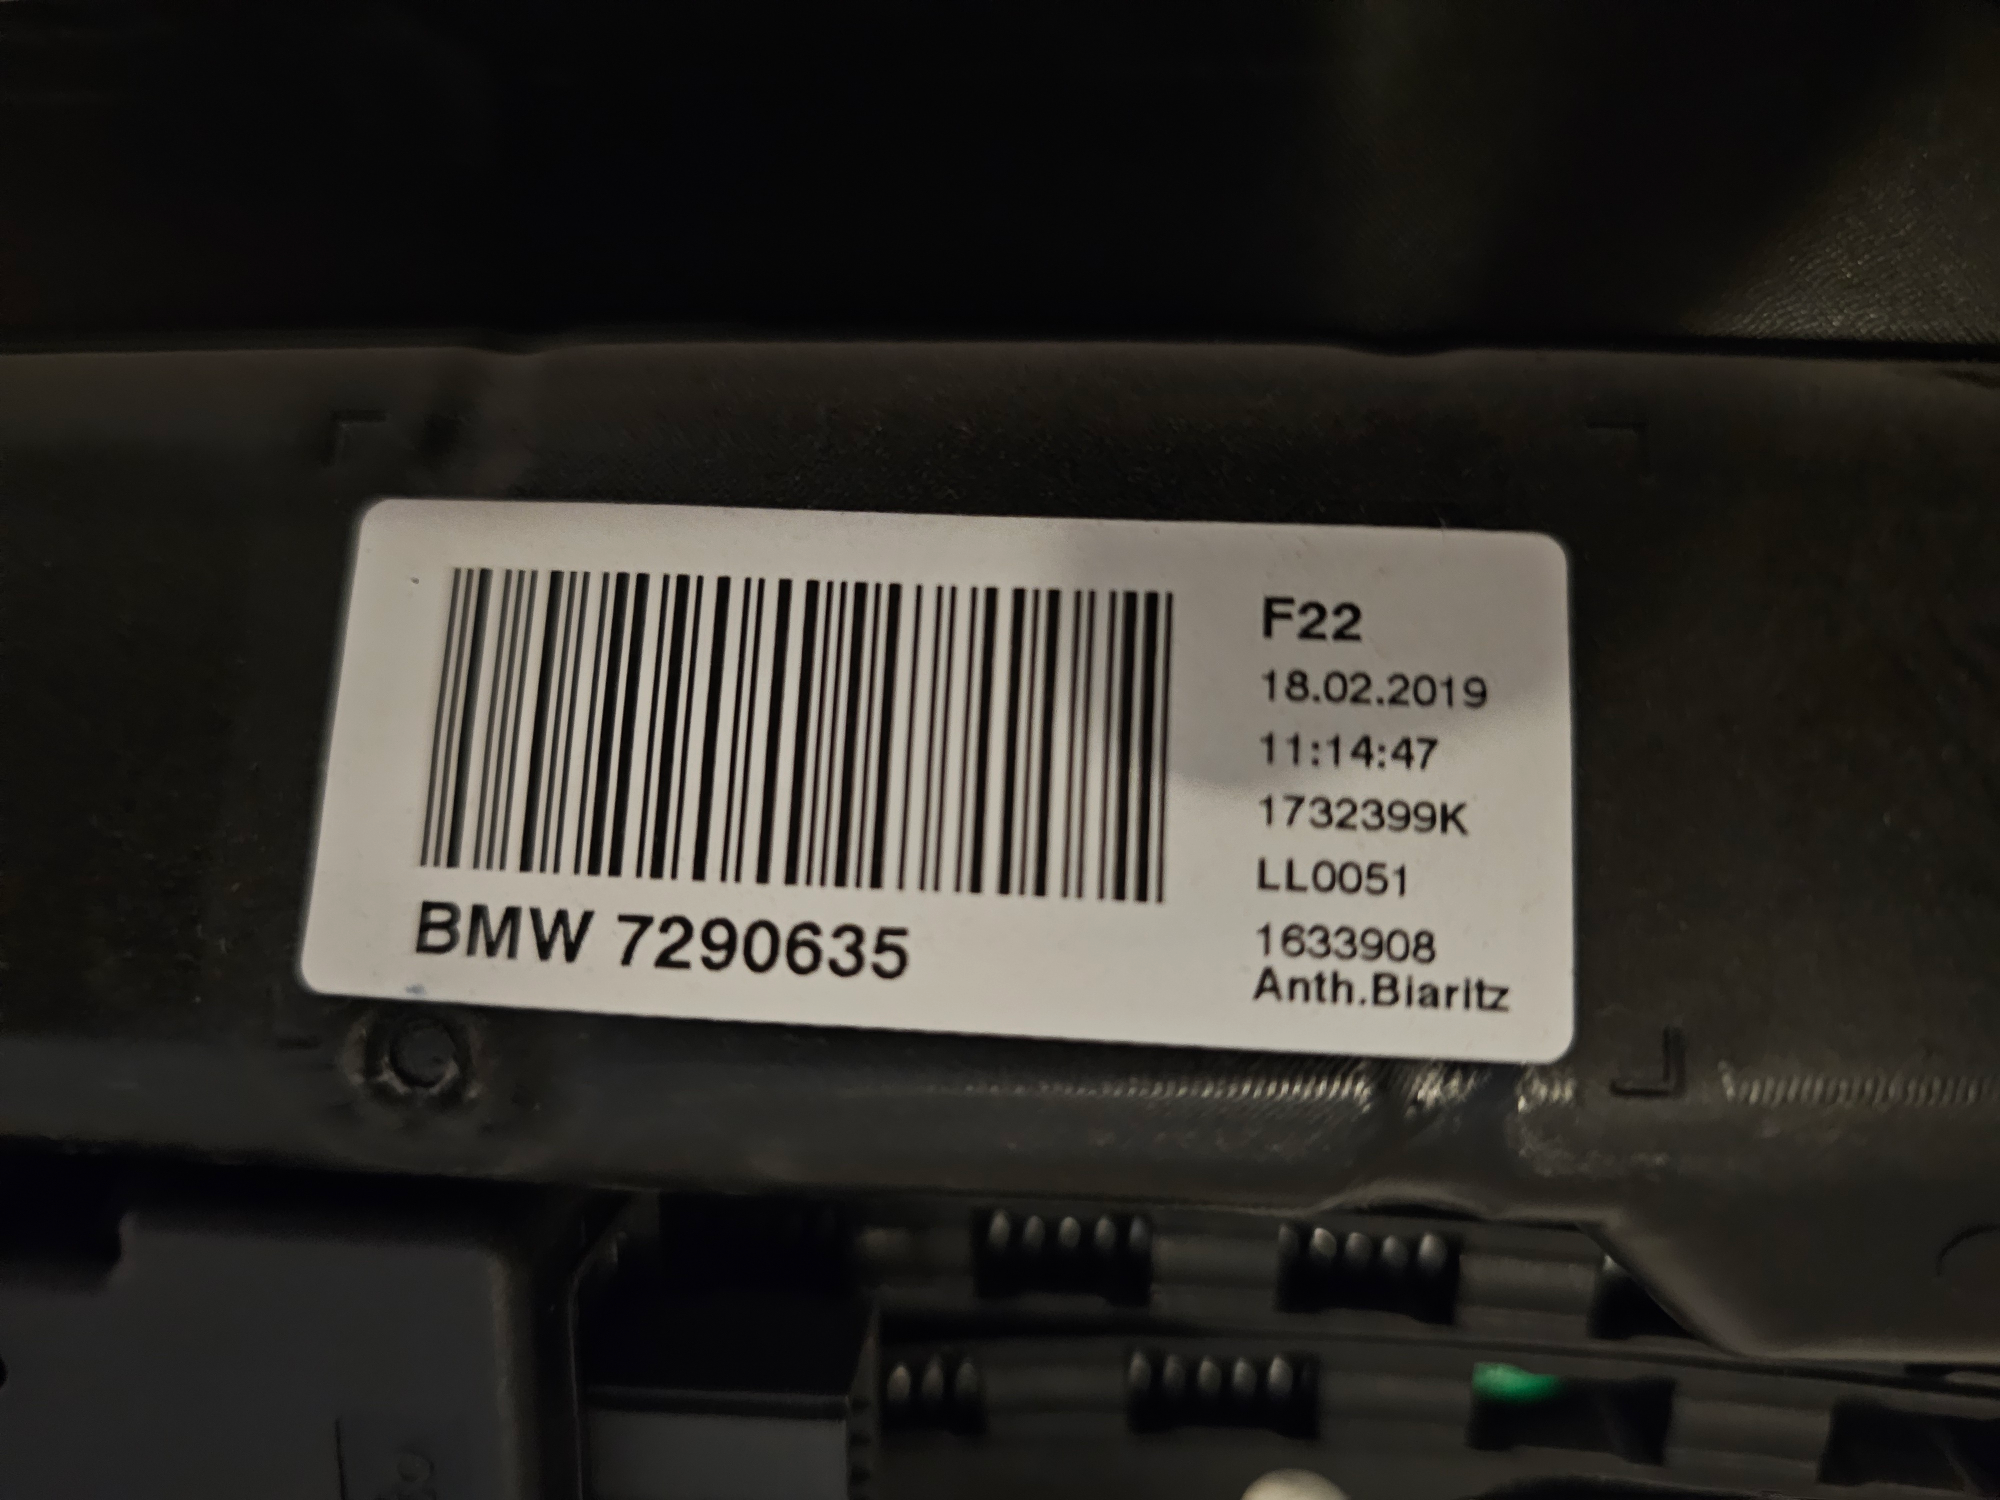 BMW 7290635
F22
18.02.2019
11:14:47
1732399K
LL0051
1633908
Anth.Biaritz